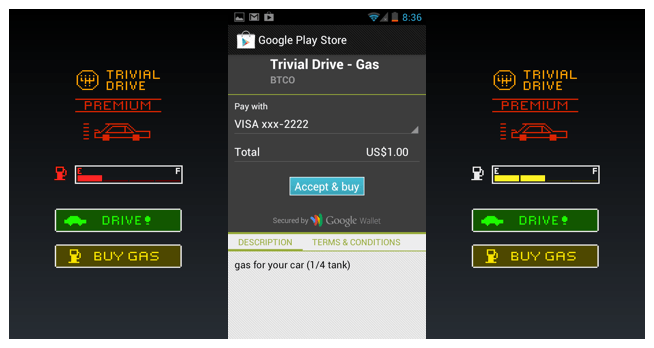 TRIVIAL
DRIVE
PREMIUM
E F
DRIVE!
BUY GAS
8:36
Google Play Store
Trivial Drive - Gas
BTCO
Pay with
VISA xxx-2222
Total US$1.00
Accept & buy
Secured by Google Wallet
DESCRIPTION TERMS & CONDITIONS
gas for your car (1/4 tank)
TRIVIAL
DRIVE
PREMIUM
E F
DRIVE!
BUY GAS